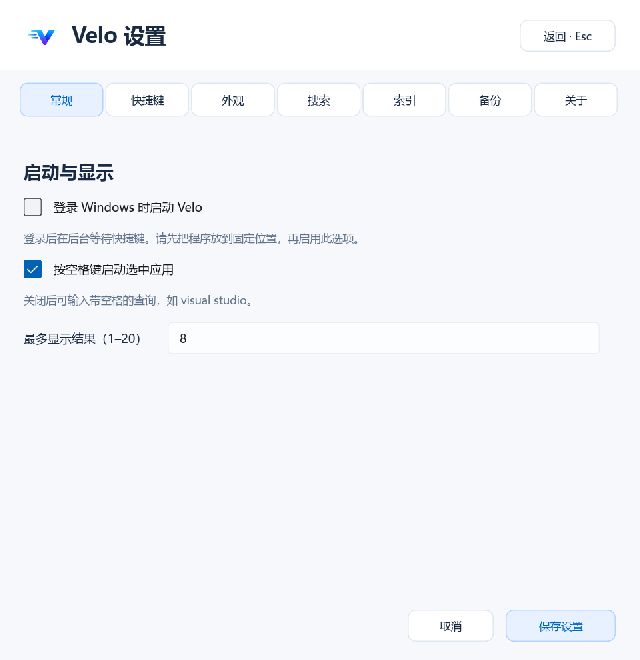 Velo 设置
返回 · Esc
常规 快捷键 外观 搜索 索引 备份 关于
启动与显示
登录 Windows 时启动 Velo
登录后在后台等待快捷键。请先把程序放到固定位置，再启用此选项。
按空格键启动选中应用
关闭后可输入带空格的查询，如 visual studio。
最多显示结果（1–20） 8
取消 保存设置